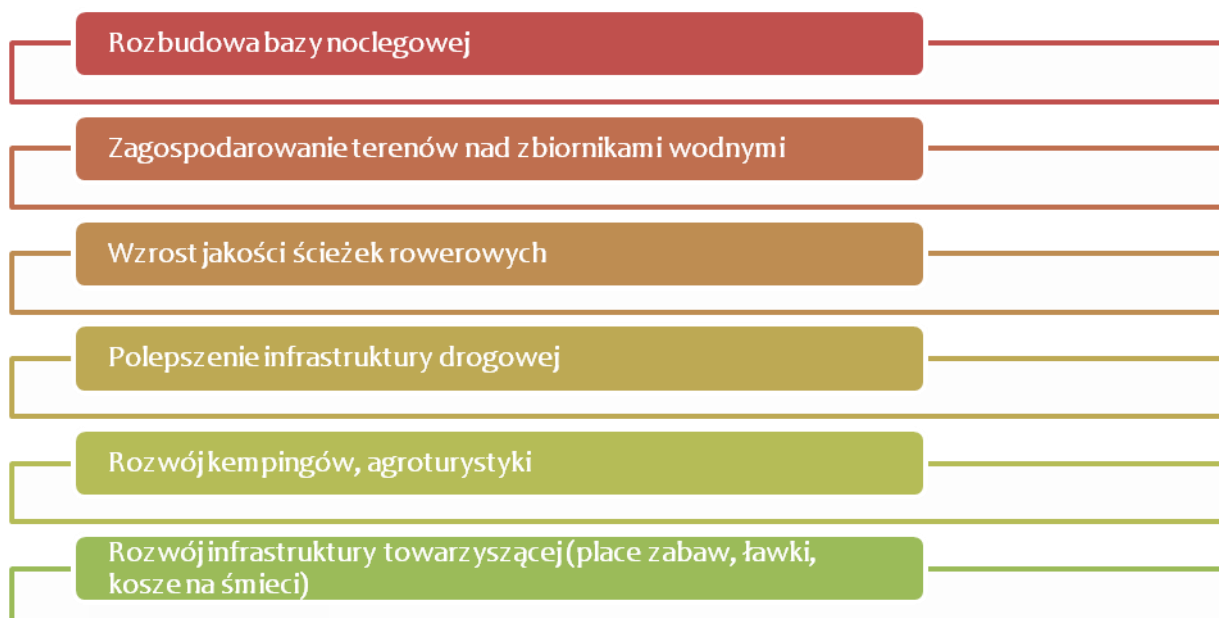 Rozbudowa bazy noclegowej
Zagospodarowanie terenów nad zbiornikami wodnymi
Wzrost jakości ścieżek rowerowych
Polepszenie infrastruktury drogowej
Rozwój kempingów, agroturystyki
Rozwój infrastruktury towarzyszącej (place zabaw, ławki,
kosze na śmieci)